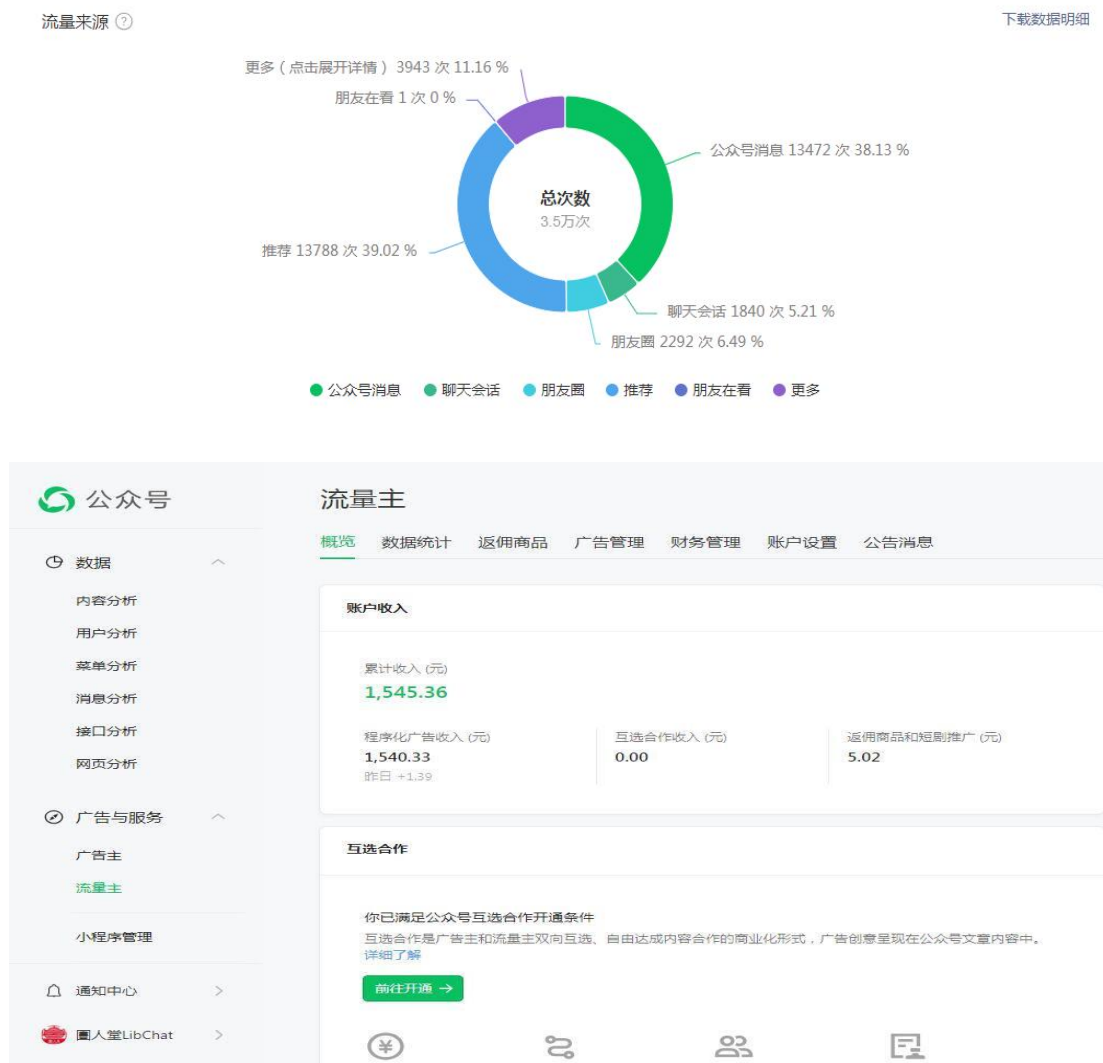 流量来源 ?
下载数据明细
更多 ( 点击展开详情 ) 3943 次 11.16 %
朋友在看 1 次 0 %
公众号消息 13472 次 38.13 %
总次数
3.5万次
推荐 13788 次 39.02 %
聊天会话 1840 次 5.21 %
朋友圈 2292 次 6.49 %
公众号消息 聊天会话 朋友圈 推荐 朋友在看 更多
公众号
数据
内容分析
用户分析
菜单分析
消息分析
接口分析
网页分析
广告与服务
广告主
流量主
小程序管理
通知中心
圕人堂LibChat
流量主
概览 数据统计 返佣商品 广告管理 财务管理 账户设置 公告消息
账户收入
累计收入 (元)
1,545.36
程序化广告收入 (元) 互选合作收入 (元) 返佣商品和短剧推广 (元)
1,540.33 0.00 5.02
昨日 +1.39
互选合作
你已满足公众号互选合作开通条件
互选合作是广告主和流量主双向互选、自由达成内容合作的商业化形式，广告创意呈现在公众号文章内容中。
详细了解
前往开通 →